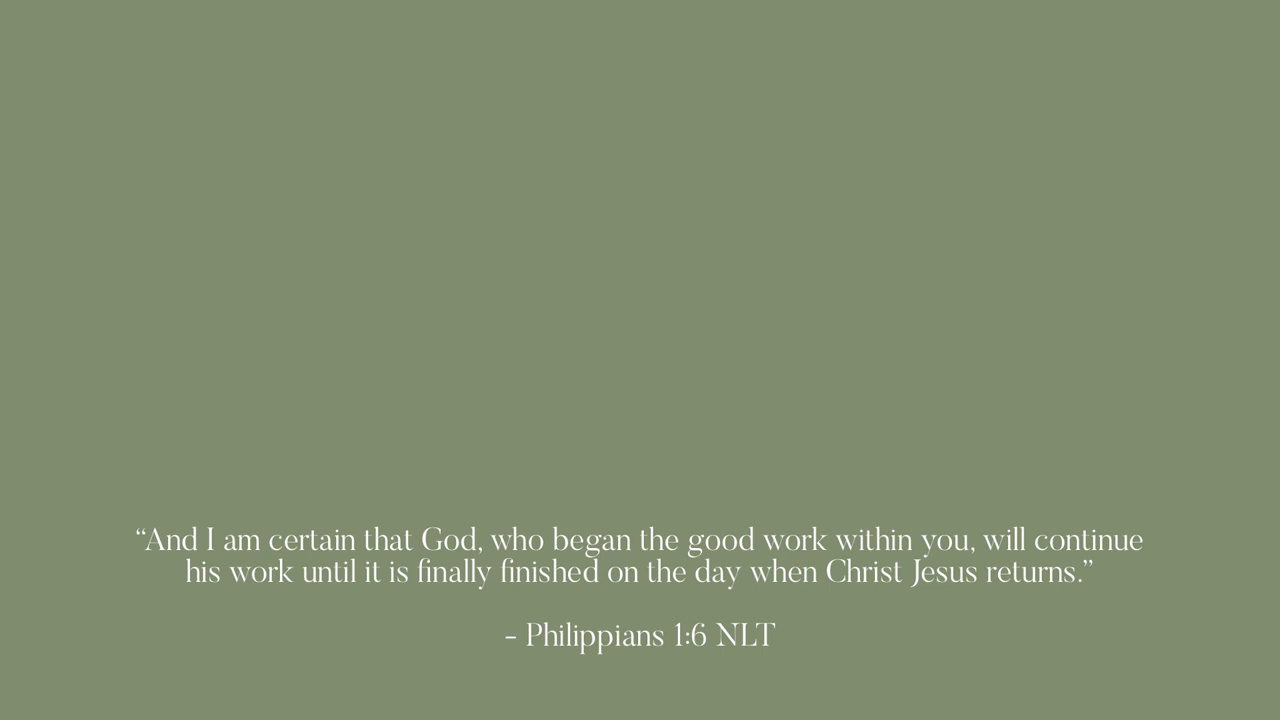 “And I am certain that God, who began the good work within you, will continue
his work until it is finally finished on the day when Christ Jesus returns.”
- Philippians 1:6 NLT